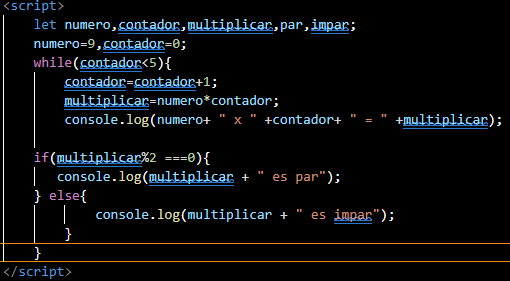 <script>
let numero,contador,multiplicar,par,impar;
numero=9,contador=0;
while(contador<5){
contador=contador+1;
multiplicar=numero*contador;
console.log(numero+ " x " +contador+ " = " +multiplicar);
if(multiplicar%2 ===0){
console.log(multiplicar + " es par");
} else{
console.log(multiplicar + " es impar");
}
}
</script>